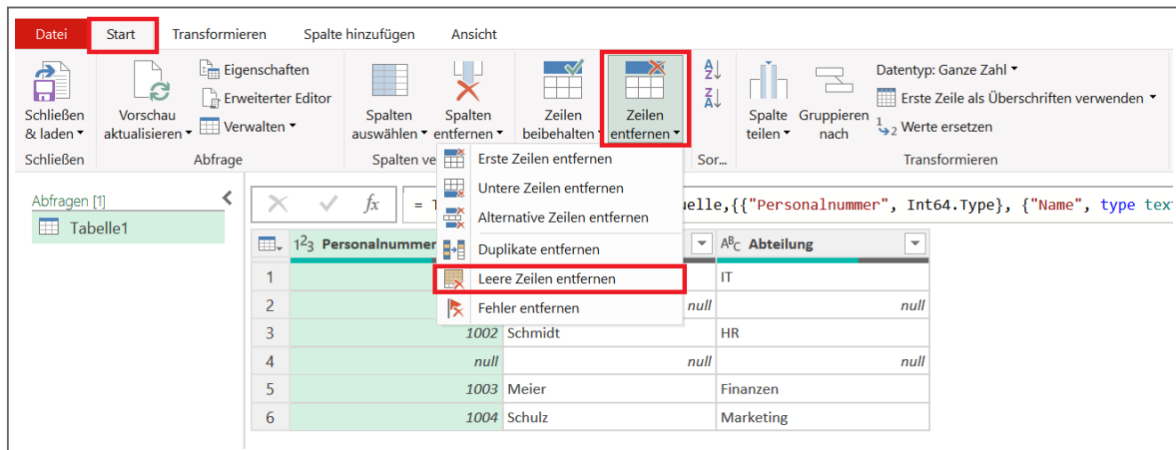 Datei Start Transformieren Spalte hinzufügen Ansicht
Schließen & laden
Vorschau aktualisieren
Eigenschaften
Erweiterter Editor
Verwalten
Spalten auswählen
Spalten entfernen
Zeilen beibehalten
Zeilen entfernen
Spalte teilen
Gruppieren nach
Datentyp: Ganze Zahl
Erste Zeile als Überschriften verwenden
Werte ersetzen
Schließen Abfrage Spalten ve Sor... Transformieren
Erste Zeilen entfernen
Untere Zeilen entfernen
Alternative Zeilen entfernen
Duplikate entfernen
Leere Zeilen entfernen
Fehler entfernen
Abfragen [1]
Tabelle1
fx = T uelle,{{"Personalnummer", Int64.Type}, {"Name", type tex
1²3 Personalnummer ABC Abteilung
1 IT
2 null null
3 1002 Schmidt HR
4 null null null
5 1003 Meier Finanzen
6 1004 Schulz Marketing